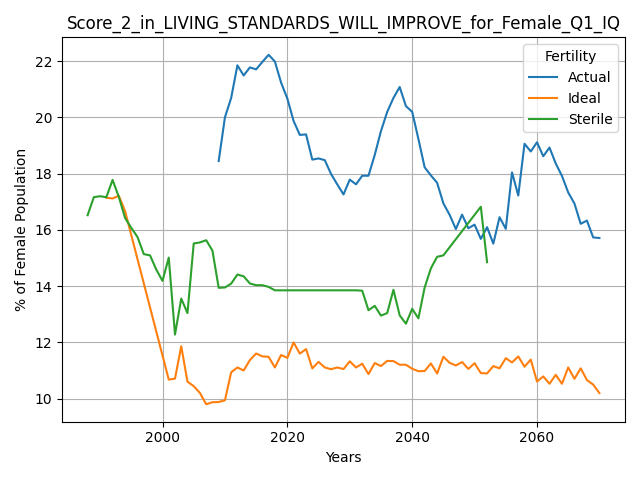 Score_2_in_LIVING_STANDARDS_WILL_IMPROVE_for_Female_Q1_IQ
Fertility
Actual
Ideal
Sterile
% of Female Population
22
20
18
16
14
12
10
2000 2020 2040 2060
Years